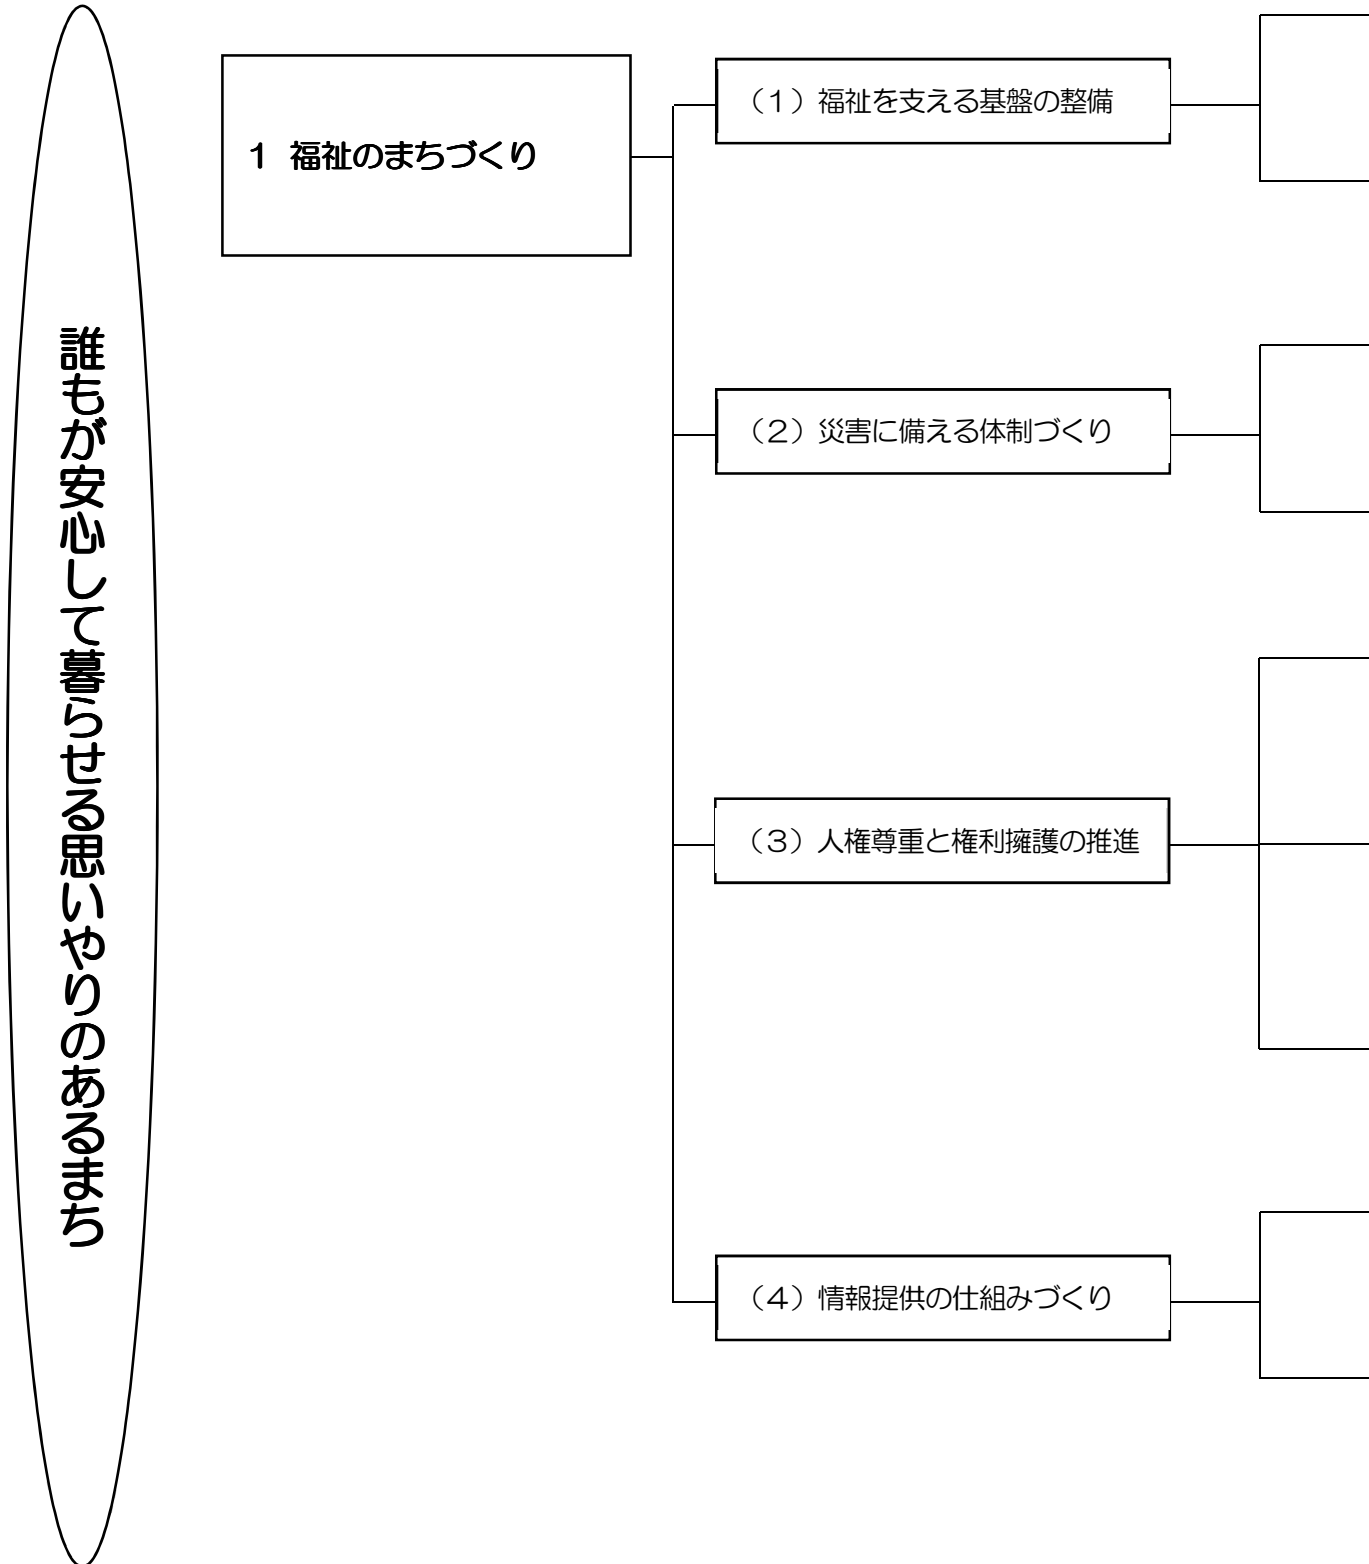 誰もが安心して暮らせる思いやりのあるまち
1 福祉のまちづくり
（1）福祉を支える基盤の整備
（2）災害に備える体制づくり
（3）人権尊重と権利擁護の推進
（4）情報提供の仕組みづくり